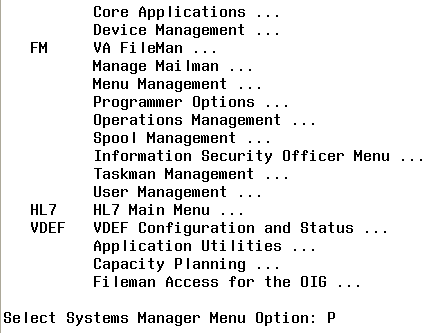 Core Applications ...
Device Management ...
FM VA FileMan ...
Manage Mailman ...
Menu Management ...
Programmer Options ...
Operations Management ...
Spool Management ...
Information Security Officer Menu ...
Taskman Management ...
User Management ...
HL7 HL7 Main Menu ...
VDEF VDEF Configuration and Status ...
Application Utilities ...
Capacity Planning ...
Fileman Access for the OIG ...
Select Systems Manager Menu Option: P